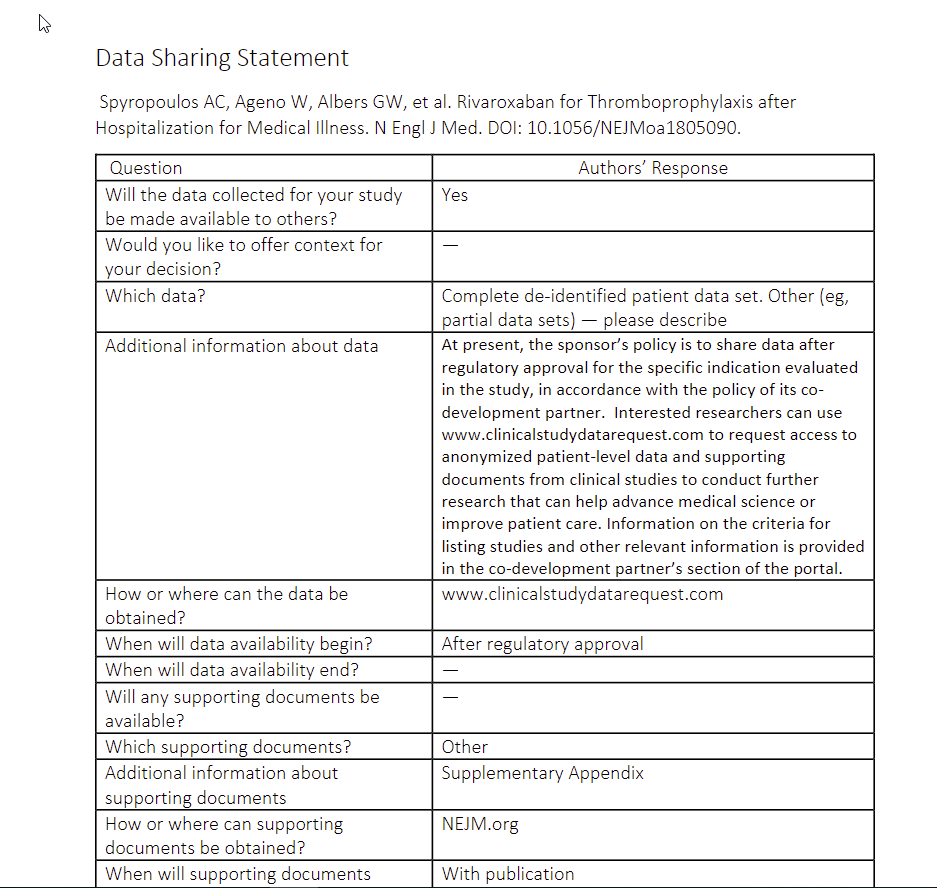 Data Sharing Statement
Spyropoulos AC, Ageno W, Albers GW, et al. Rivaroxaban for Thromboprophylaxis after
Hospitalization for Medical Illness. N Engl J Med. DOI: 10.1056/NEJMoa1805090.
Question
Authors’ Response
Will the data collected for your study
be made available to others?
Yes
Would you like to offer context for
your decision?
—
Which data?
Complete de-identified patient data set. Other (eg,
partial data sets) — please describe
Additional information about data
At present, the sponsor’s policy is to share data after
regulatory approval for the specific indication evaluated
in the study, in accordance with the policy of its co-
development partner.  Interested researchers can use
www.clinicalstudydatarequest.com to request access to
anonymized patient-level data and supporting
documents from clinical studies to conduct further
research that can help advance medical science or
improve patient care. Information on the criteria for
listing studies and other relevant information is provided
in the co-development partner’s section of the portal.
How or where can the data be
obtained?
www.clinicalstudydatarequest.com
When will data availability begin?
After regulatory approval
When will data availability end?
—
Will any supporting documents be
available?
—
Which supporting documents?
Other
Additional information about
supporting documents
Supplementary Appendix
How or where can supporting
documents be obtained?
NEJM.org
When will supporting documents
With publication